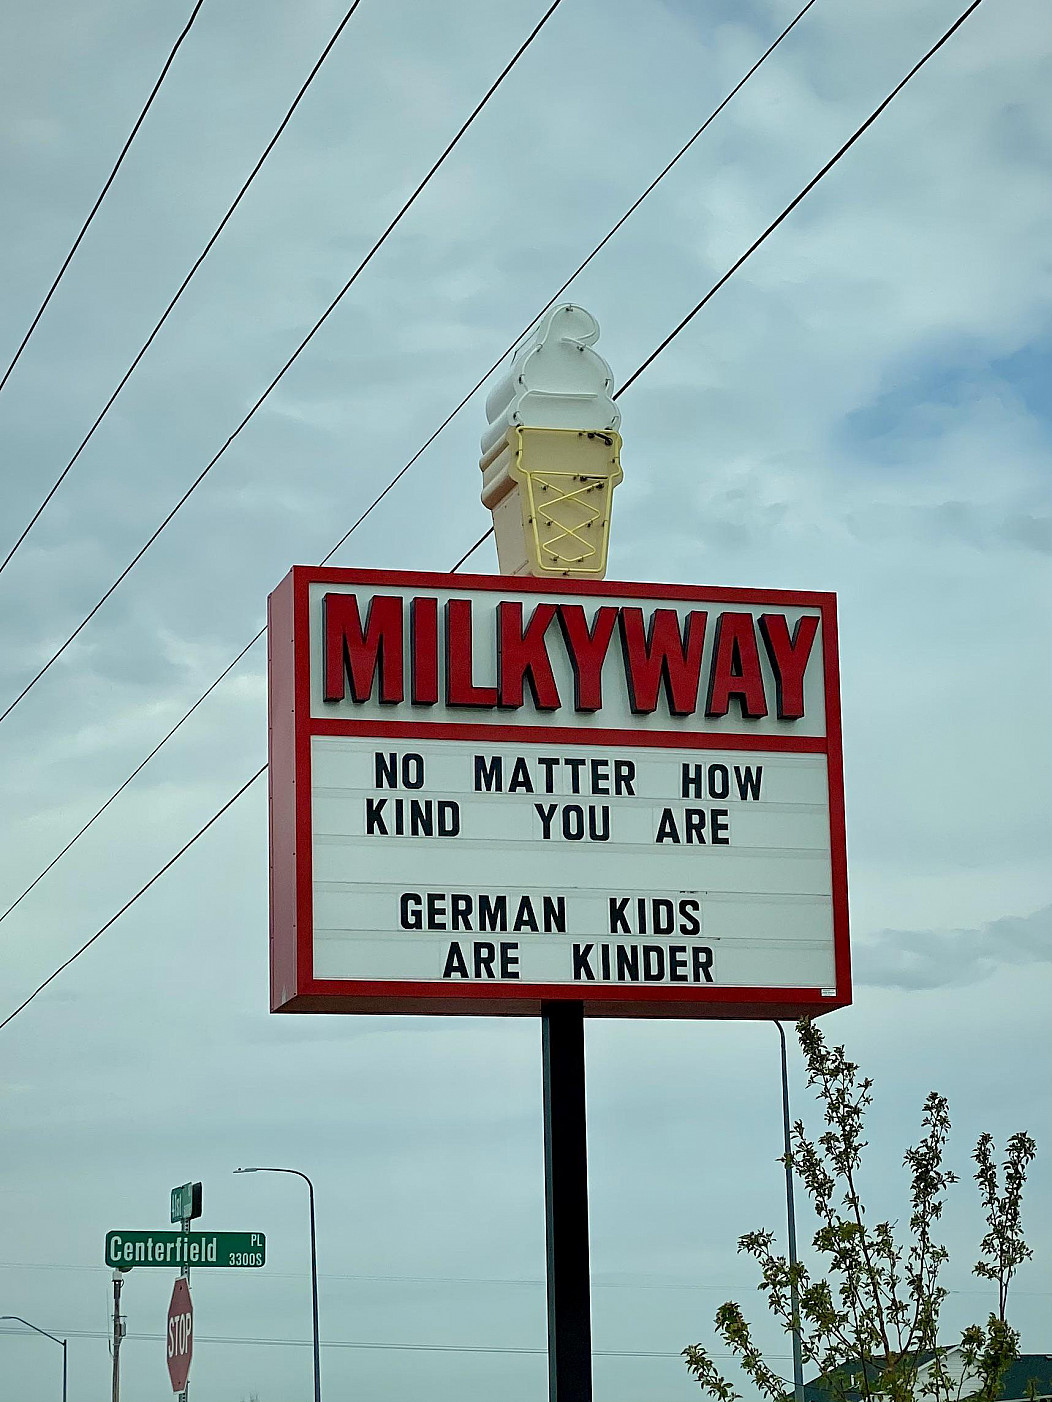 MILKYWAY
NO MATTER HOW
KIND YOU ARE
GERMAN KIDS
ARE KINDER
Centerfield PL
3300S
STOP